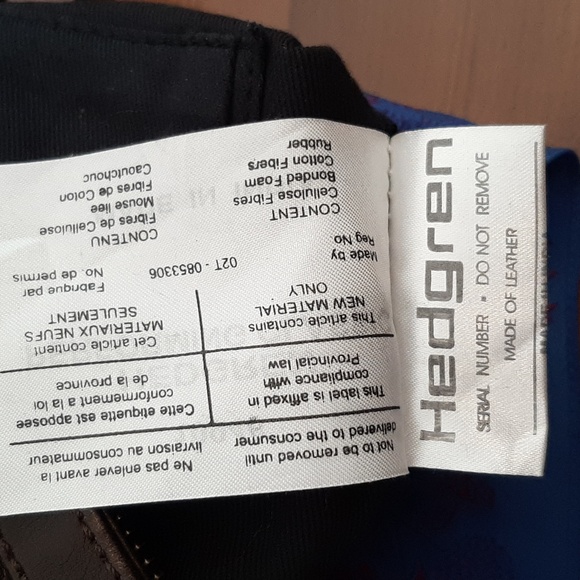 Not to be removed until
delivered to the consumer
Ne pas enlever avant la
livraison au consommateur
This label is affixed in
compliance with
Provincial law
Cette etiquette est apposee
conformement a la loi
de la province
This article contains
NEW MATERIAL
ONLY
Cet article content
MATERIAUX NEUFS
SEULEMENT
Made by
Reg No
02T - 0853306
Fabrique par
No. de permis
CONTENT
Cellulose Fibres
Bonded Foam
Cotton Fibers
Rubber
CONTENU
Fibres de Cellulose
Mouse liee
Fibres de Coton
Caoutchouc
Hedgren
SERIAL NUMBER - DO NOT REMOVE
MADE OF LEATHER